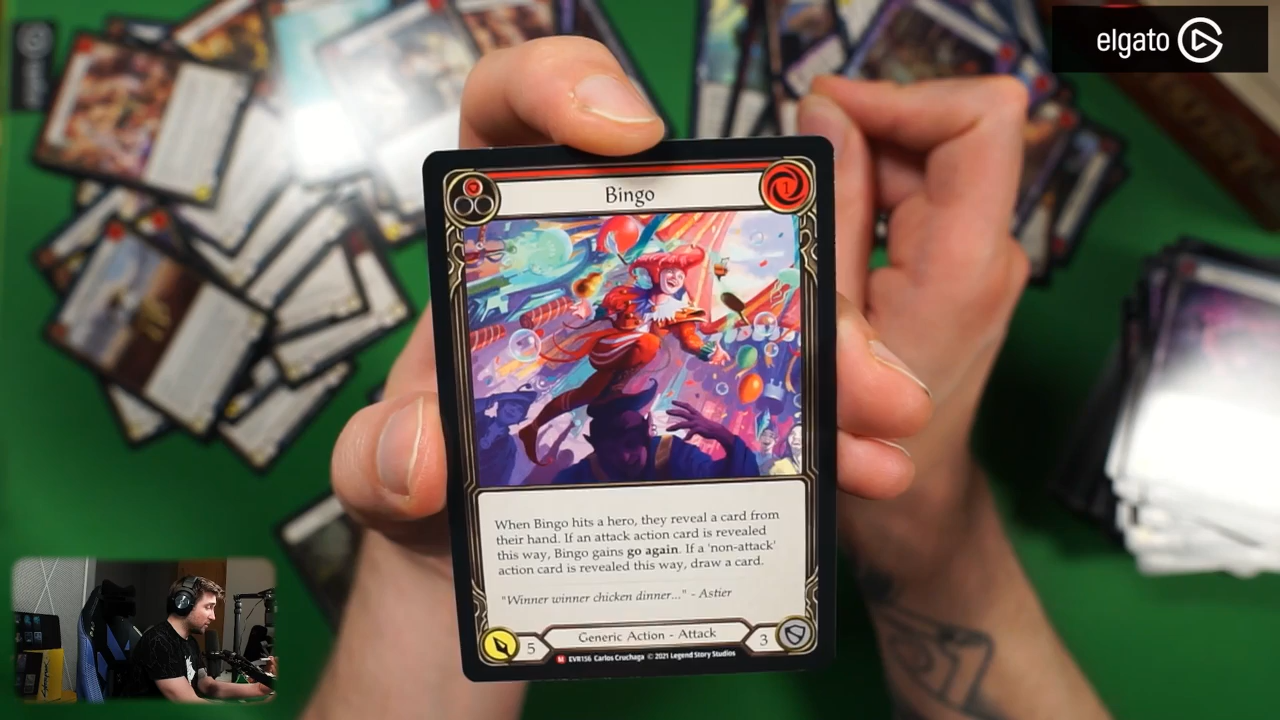 elgato
Bingo
1
When Bingo hits a hero, they reveal a card from
their hand. If an attack action card is revealed
this way, Bingo gains go again. If a 'non-attack'
action card is revealed this way, draw a card.
"Winner winner chicken dinner..." - Astier
5 Generic Action - Attack 3
M EVR156 Carlos Cruchaga © 2021 Legend Story Studios